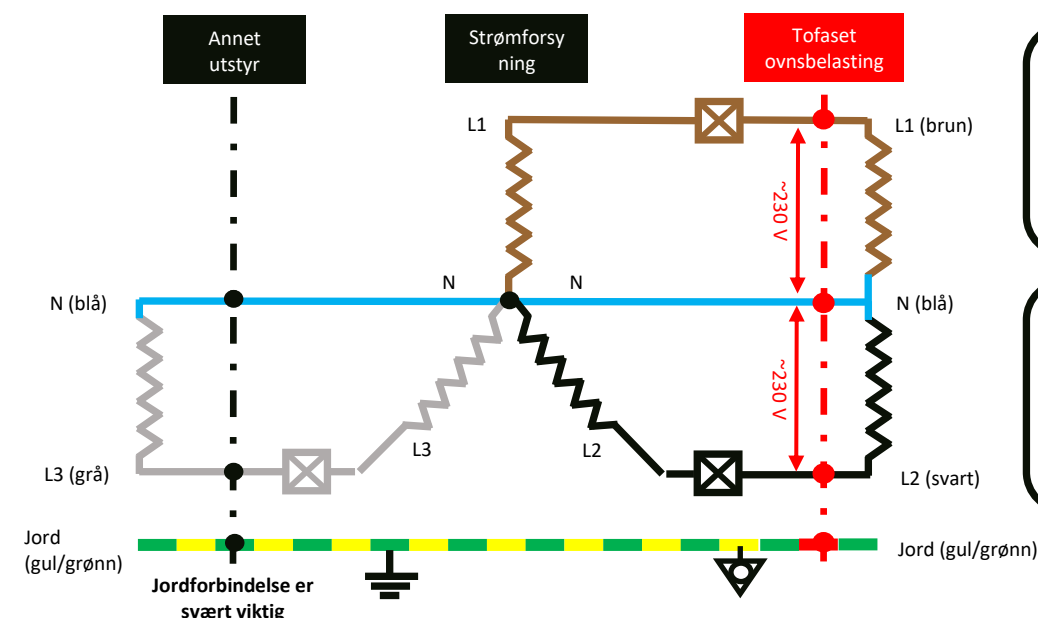 Annet
utstyr
Strømforsy
ning
Tofaset
ovnsbelasting
L1
L1 (brun)
~230 V
N (blå)
N
N
N (blå)
~230 V
L3 (grå)
L3
L2
L2 (svart)
Jord
(gul/grønn)
Jord (gul/grønn)
Jordforbindelse er
svært viktig